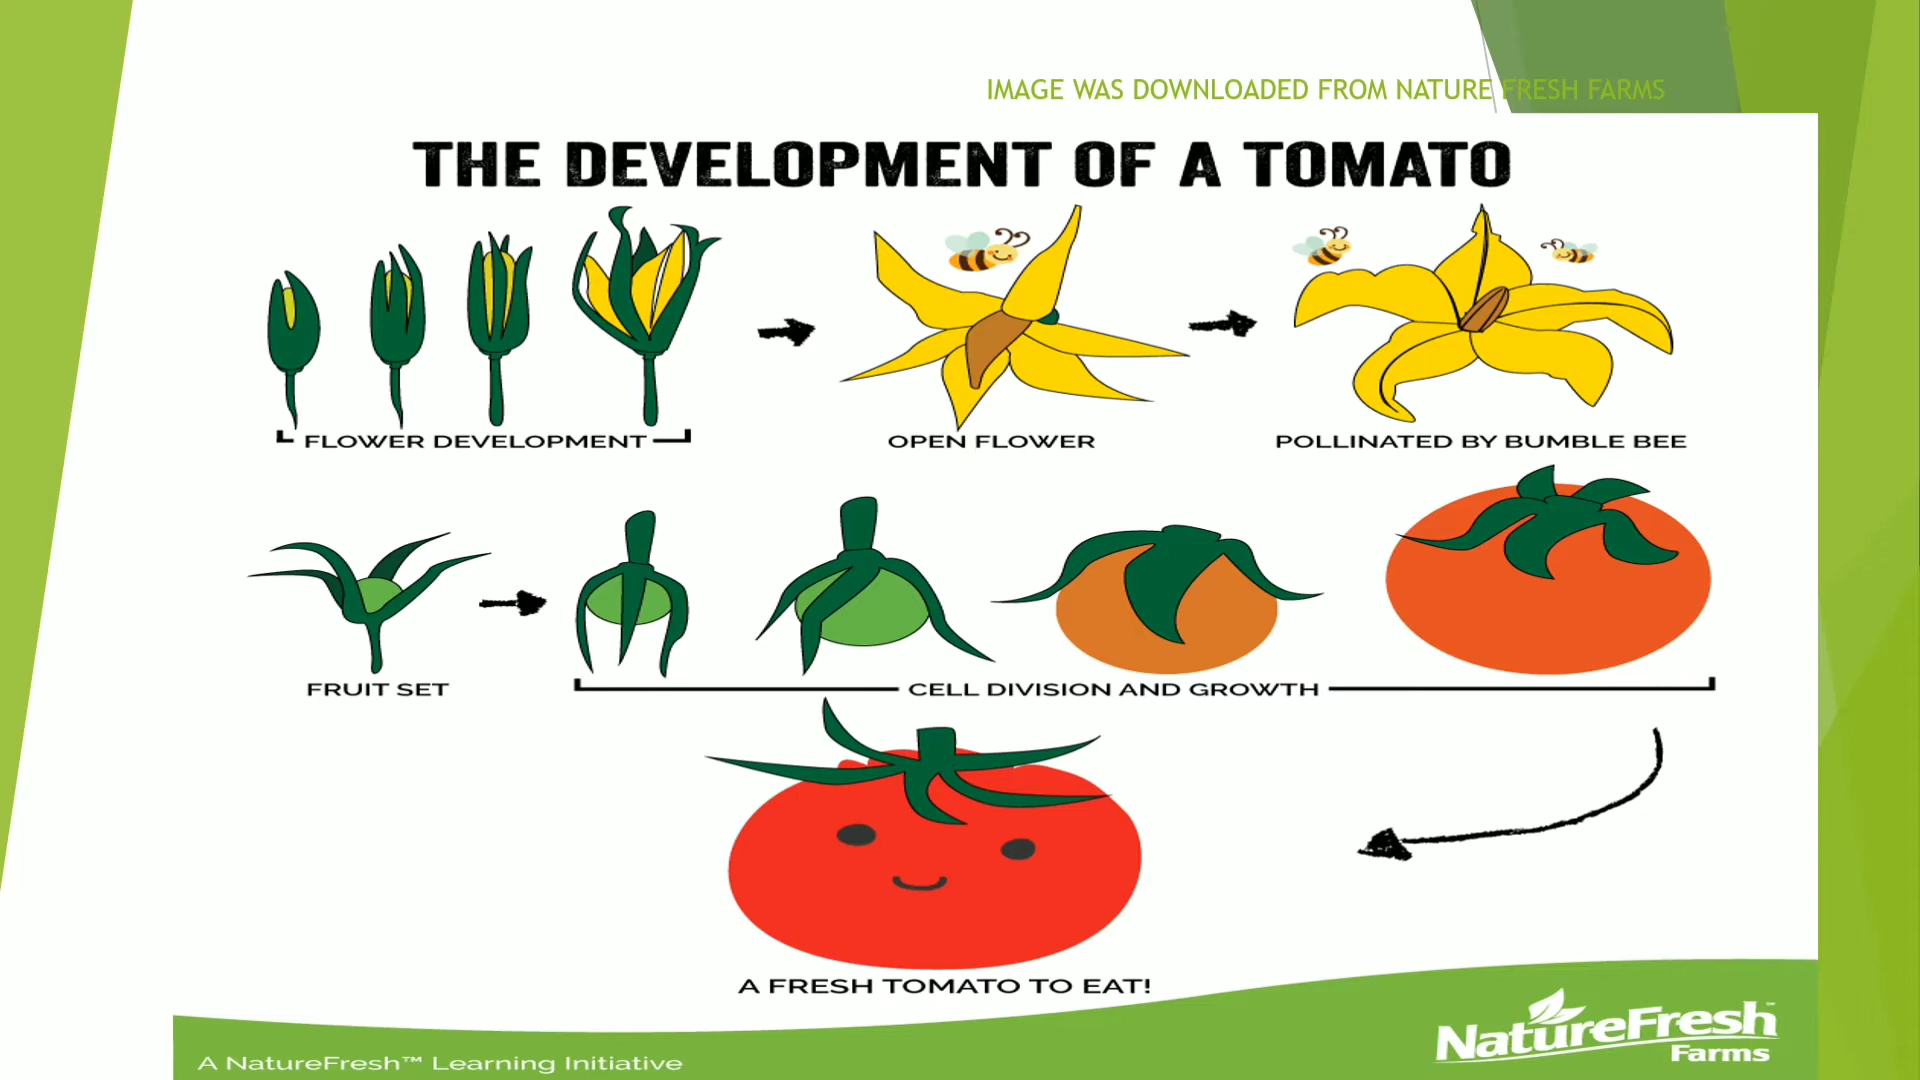 IMAGE WAS DOWNLOADED FROM NATURE FRESH FARMS
THE DEVELOPMENT OF A TOMATO
FLOWER DEVELOPMENT
OPEN FLOWER
POLLINATED BY BUMBLE BEE
FRUIT SET
CELL DIVISION AND GROWTH
A FRESH TOMATO TO EAT!
A NatureFresh™ Learning Initiative
NatureFresh™
Farms